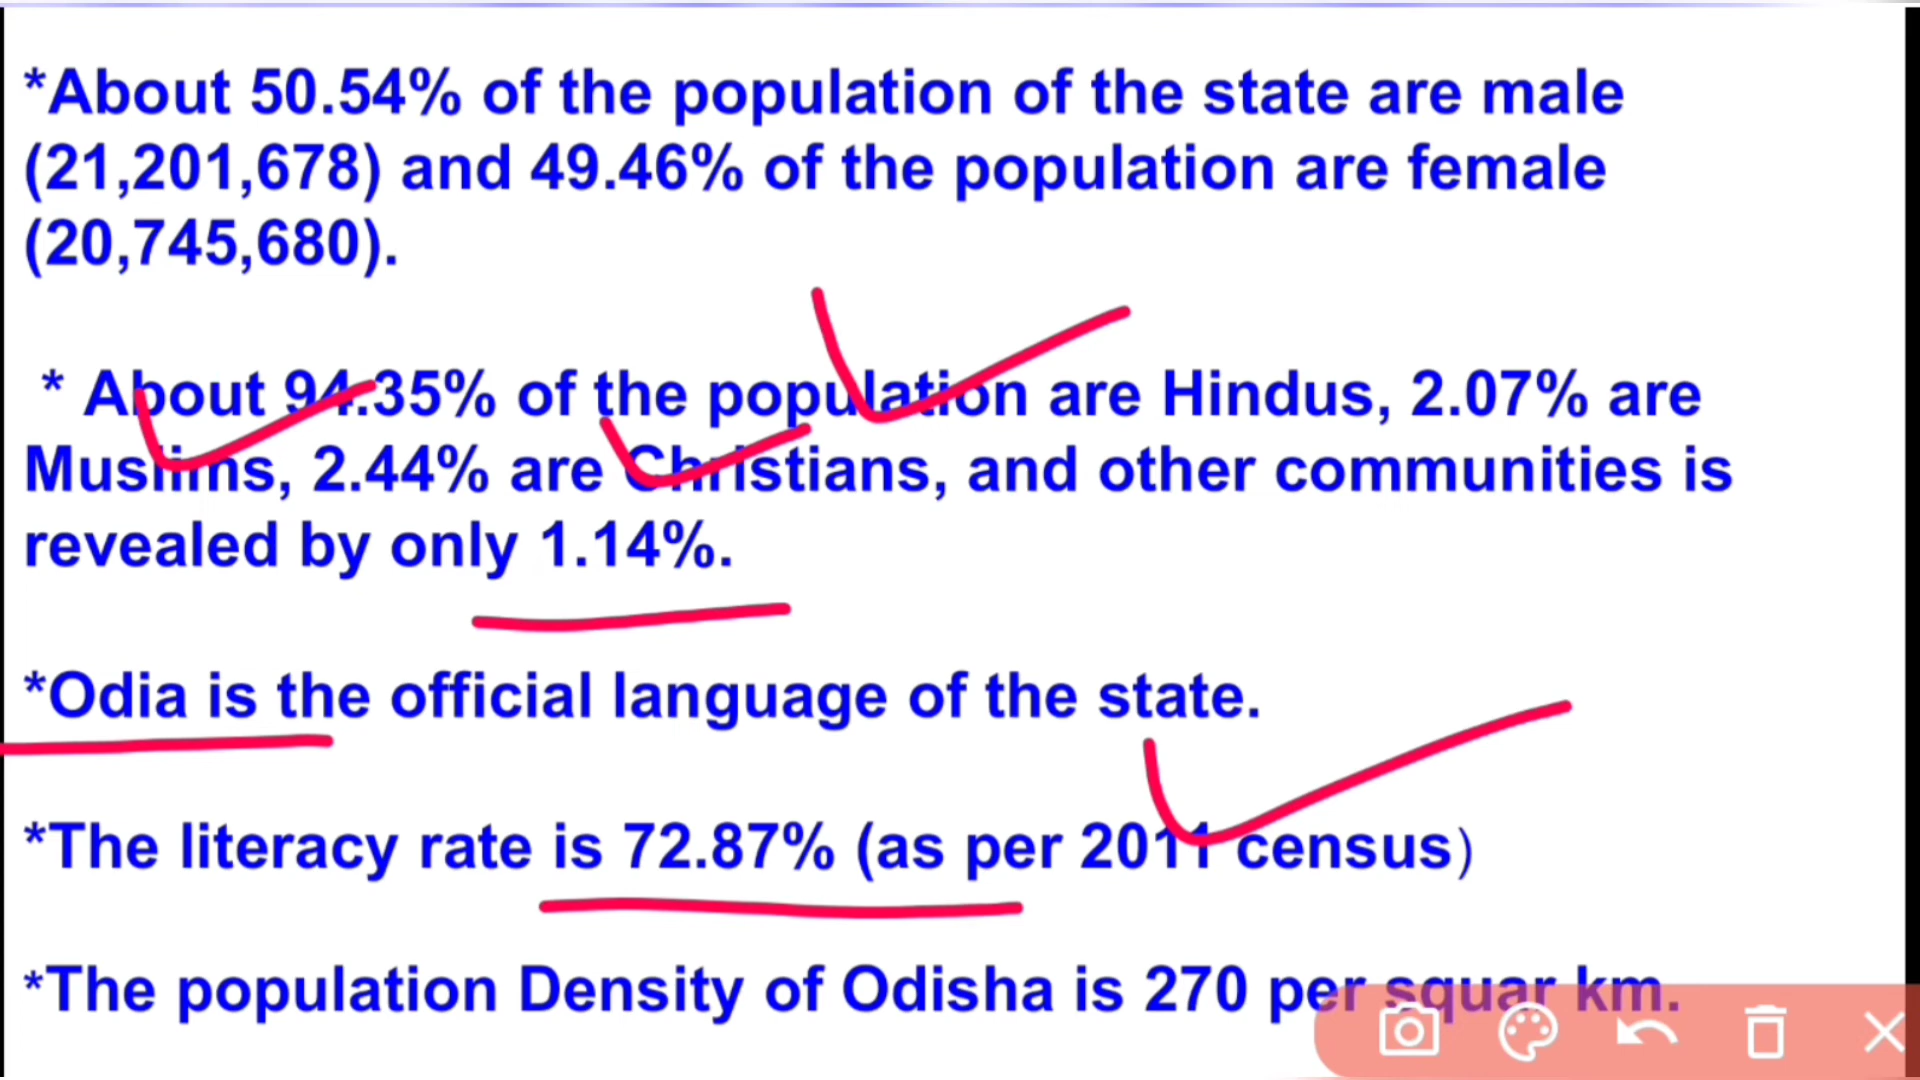 *About 50.54% of the population of the state are male
(21,201,678) and 49.46% of the population are female
(20,745,680).
* About 94.35% of the population are Hindus, 2.07% are
Muslims, 2.44% are Christians, and other communities is
revealed by only 1.14%.
*Odia is the official language of the state.
*The literacy rate is 72.87% (as per 2011 census)
*The population Density of Odisha is 270 per squar km.